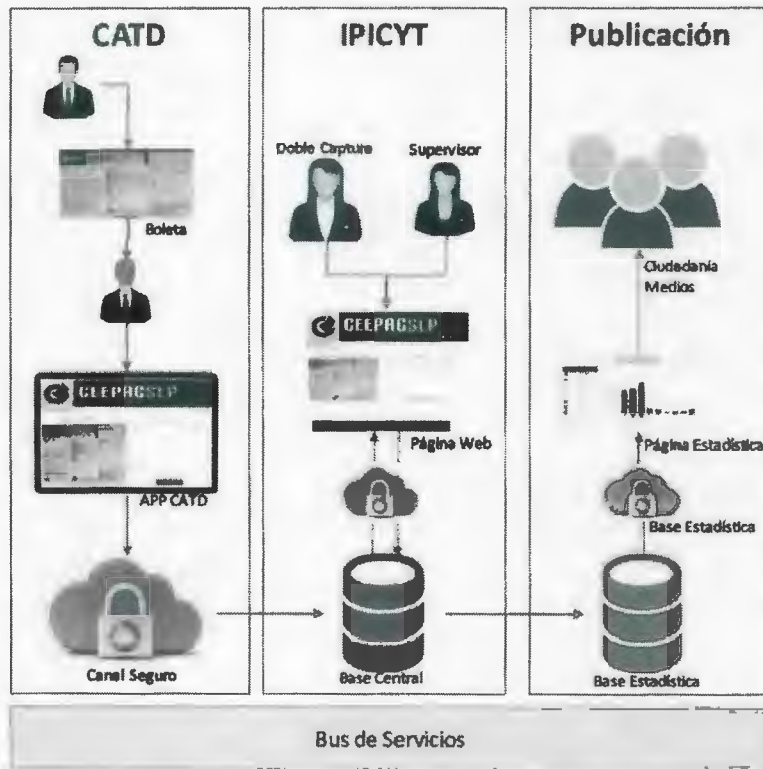 CATD
Boleta
CEEPACSLP
APP CATD
Canal Seguro
IPICYT
Doble Captura
Supervisor
CEEPACSLP
Página Web
Base Central
Publicación
Ciudadanía
Medios
Página Estadística
Base Estadística
Base Estadística
Bus de Servicios